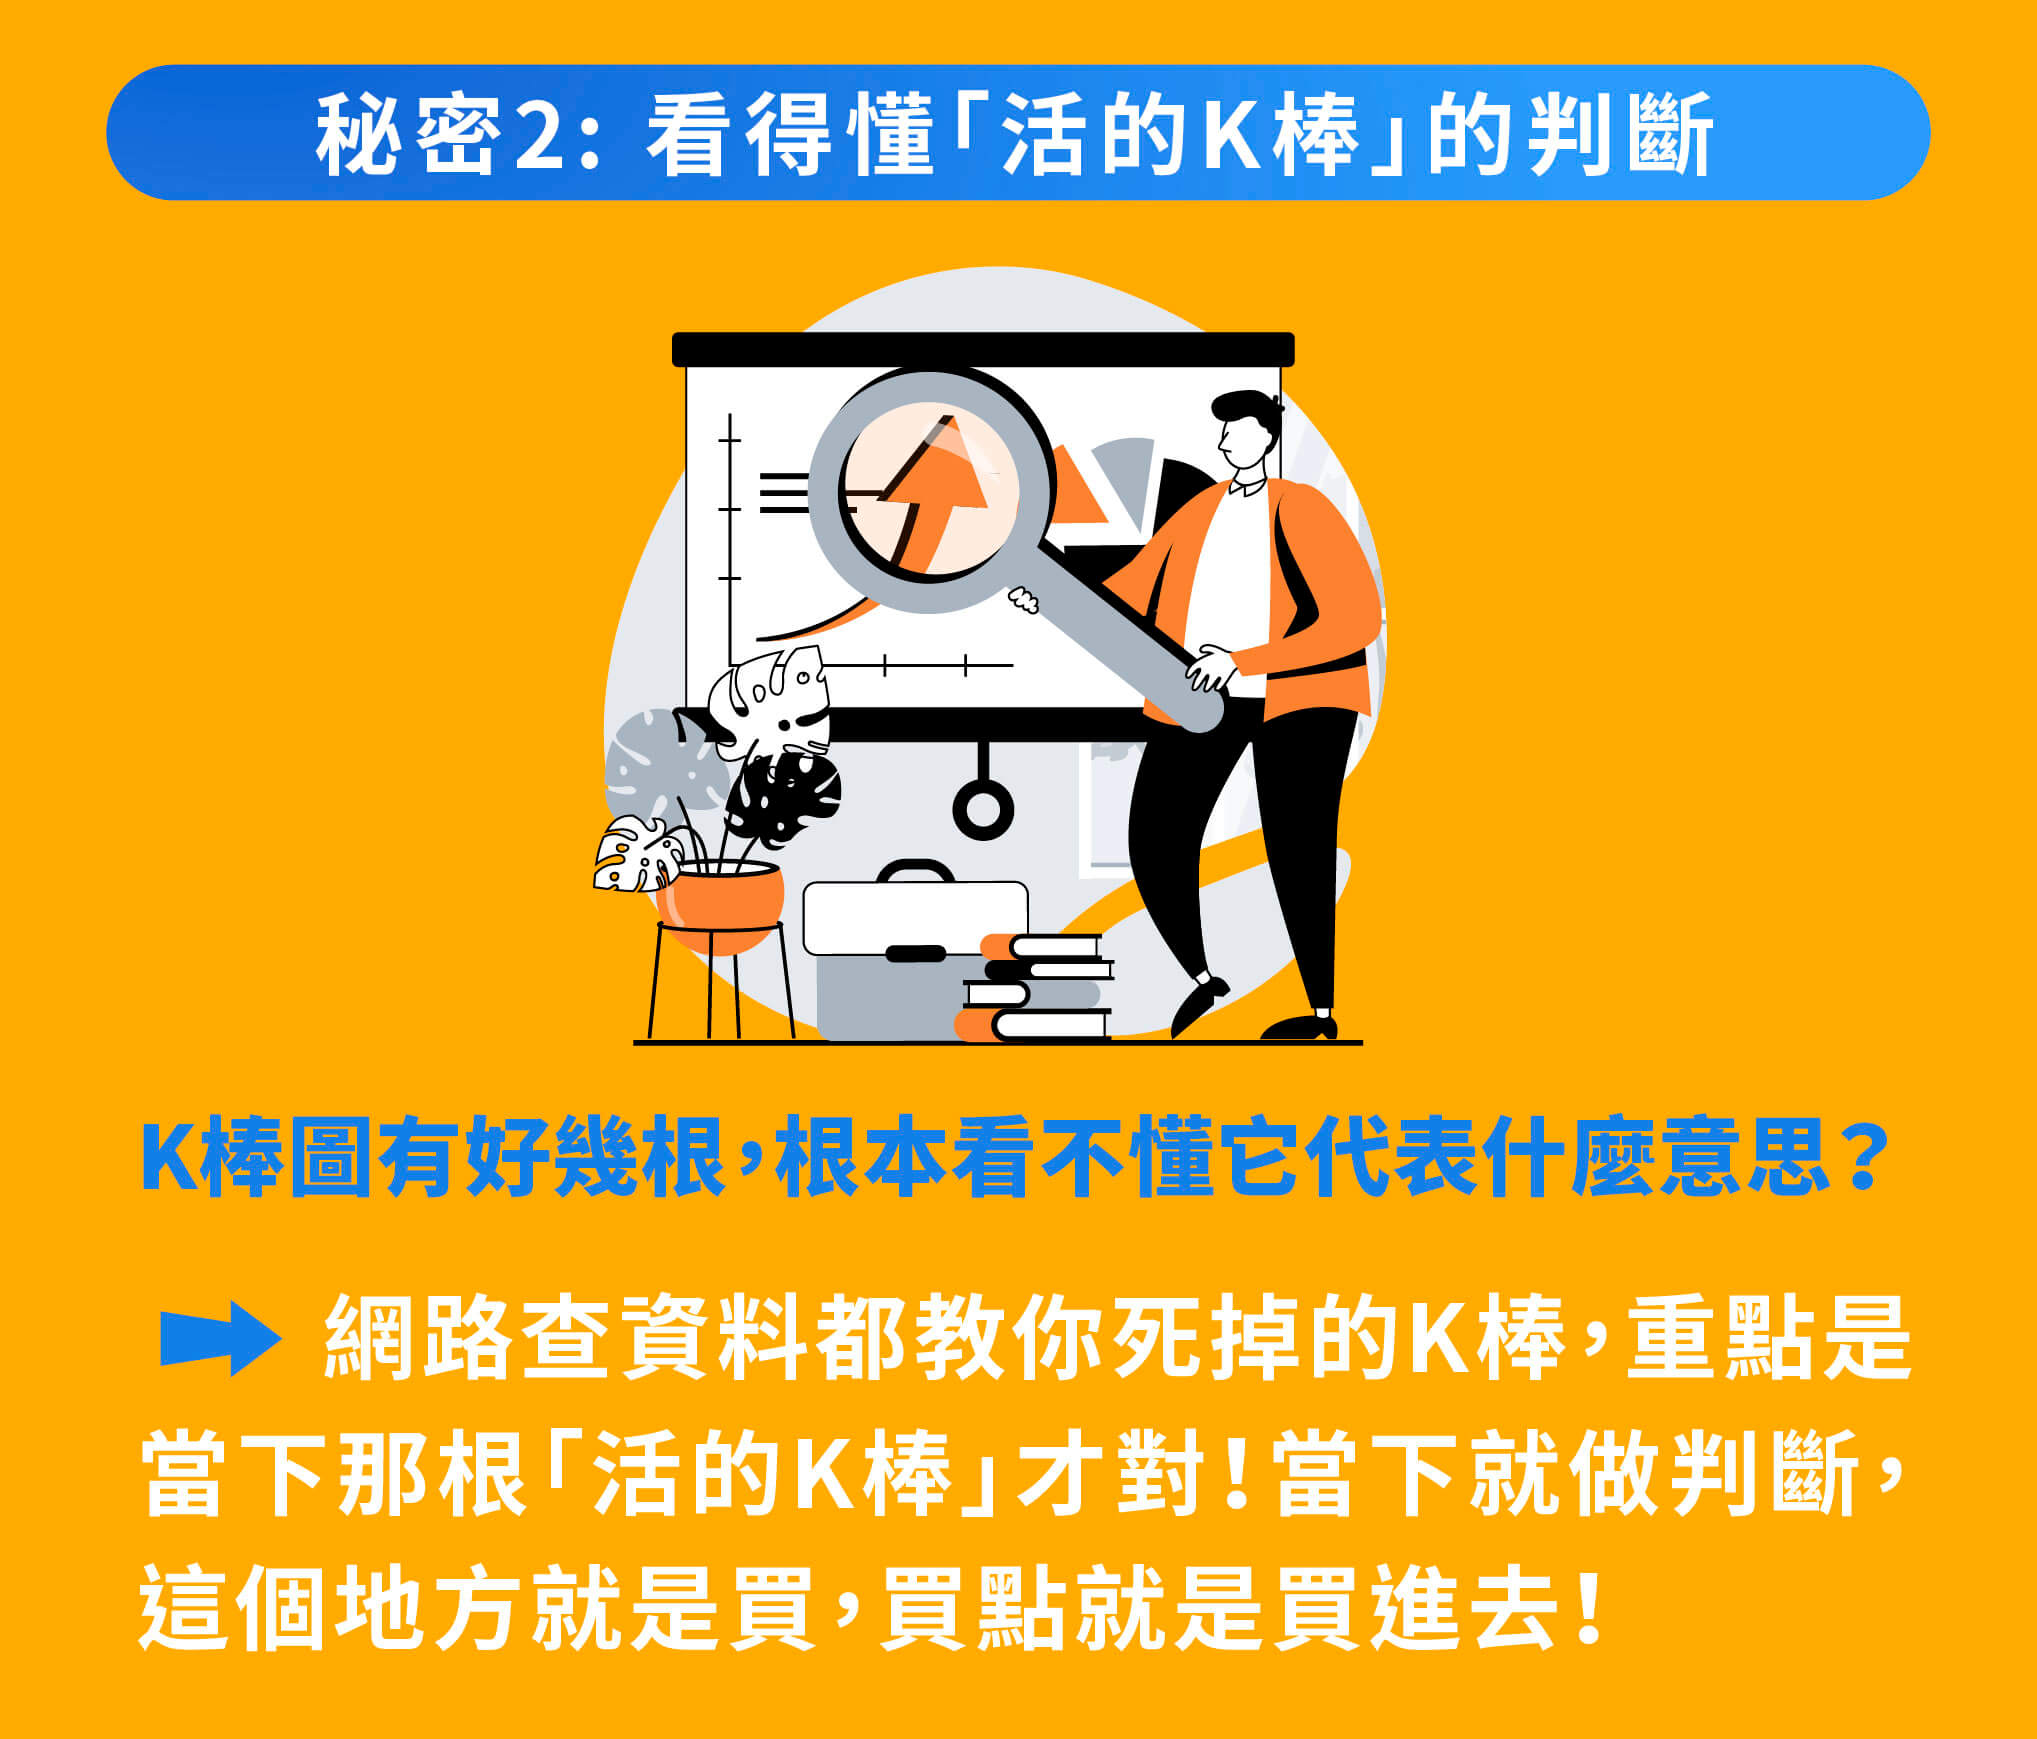 秘密2: 看得懂「活的K棒」的判斷
K棒圖有好幾根，根本看不懂它代表什麼意思？
網路查資料都教你死掉的K棒，重點是
當下那根「活的K棒」才對！當下就做判斷，
這個地方就是買，買點就是買進去！